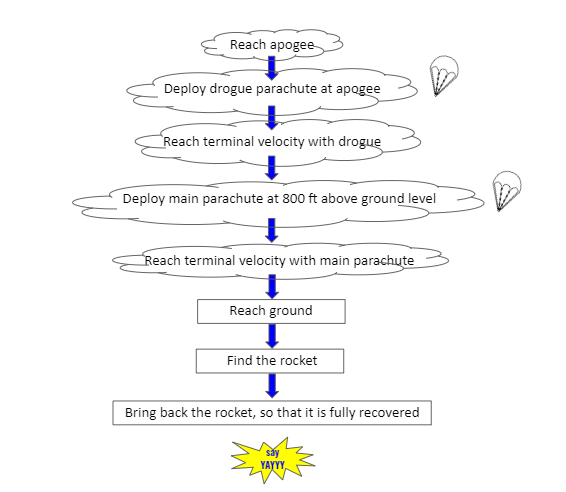 Reach apogee
Deploy drogue parachute at apogee
Reach terminal velocity with drogue
Deploy main parachute at 800 ft above ground level
Reach terminal velocity with main parachute
Reach ground
Find the rocket
Bring back the rocket, so that it is fully recovered
say
YAYYY